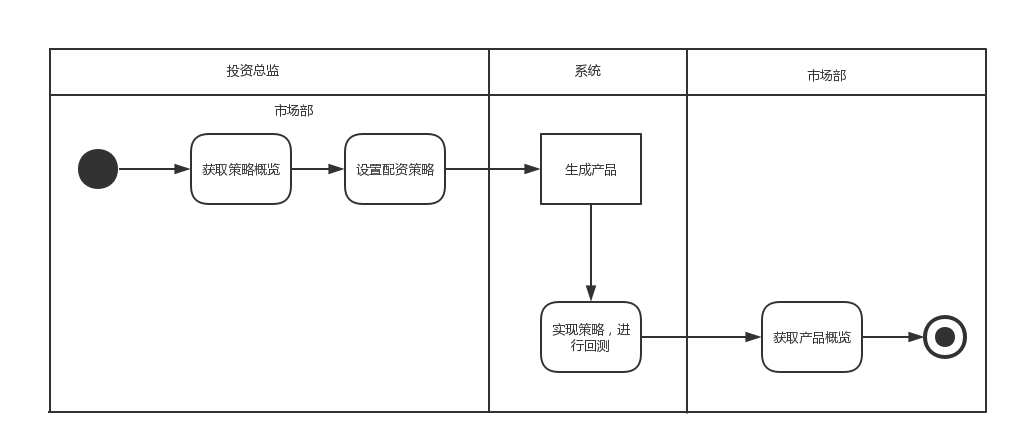 投资总监
系统
市场部
市场部
获取策略概览
设置配资策略
生成产品
实现策略，进
行回测
获取产品概览